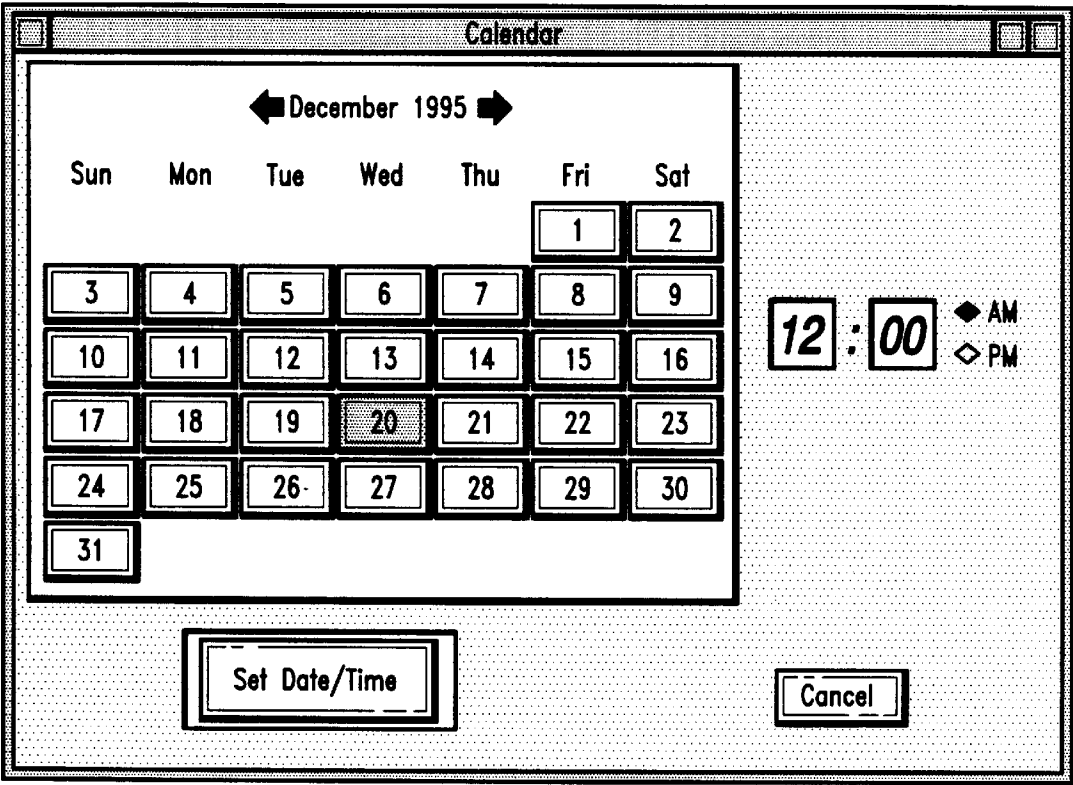 Calendar
December 1995
Sun Mon Tue Wed Thu Fri Sat
1 2
3 4 5 6 7 8 9
12 : 00 AM
10 11 12 13 14 15 16
PM
17 18 19 20 21 22 23
24 25 26 27 28 29 30
31
Set Date/Time
Cancel